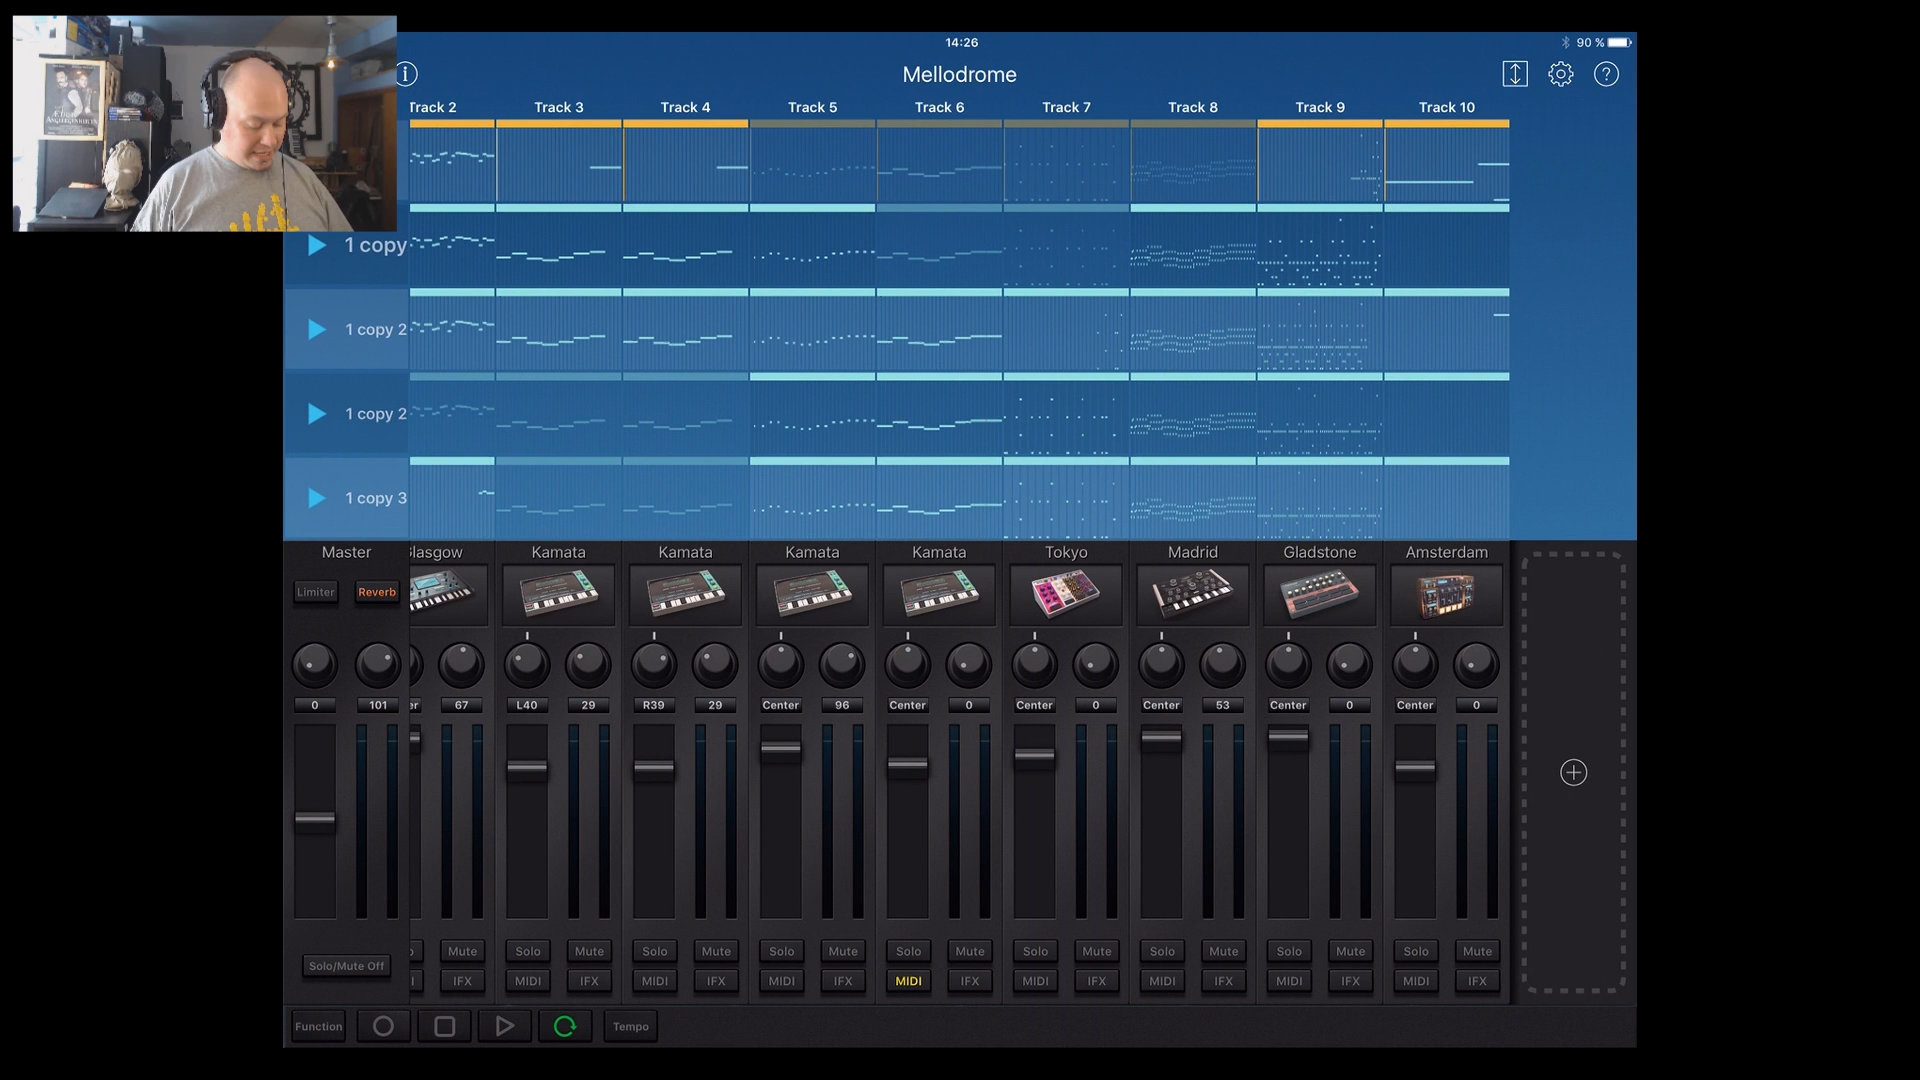 14:26
90 %
i
Mellodrome
?
Track 2
Track 3
Track 4
Track 5
Track 6
Track 7
Track 8
Track 9
Track 10
1 copy
1 copy 2
1 copy 2
1 copy 3
Master
Glasgow
Kamata
Kamata
Kamata
Kamata
Tokyo
Madrid
Gladstone
Amsterdam
Limiter
Reverb
0
101
er
67
L40
29
R39
29
Center
96
Center
0
Center
0
Center
53
Center
0
Center
0
Solo/Mute Off
Mute
Solo
Mute
Solo
Mute
Solo
Mute
Solo
Mute
Solo
Mute
Solo
Mute
Solo
Mute
Solo
Mute
IFX
MIDI
IFX
MIDI
IFX
MIDI
IFX
MIDI
IFX
MIDI
IFX
MIDI
IFX
MIDI
IFX
MIDI
IFX
Function
Tempo